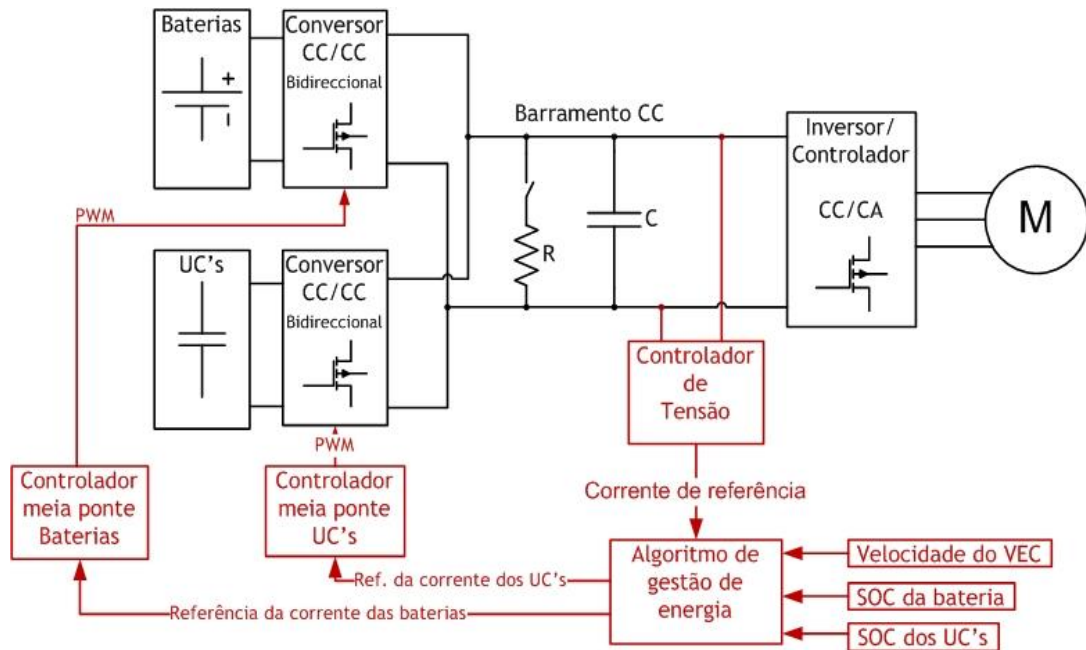 Baterias
+
-
Conversor
CC/CC
Bidireccional
PWM
UC's
Conversor
CC/CC
Bidireccional
PWM
Barramento CC
R
C
Inversor/
Controlador
CC/CA
M
Controlador
de
Tensão
Corrente de referência
Controlador
meia ponte
Baterias
Controlador
meia ponte
UC's
Ref. da corrente dos UC's
Referência da corrente das baterias
Algoritmo de
gestão de
energia
Velocidade do VEC
SOC da bateria
SOC dos UC's